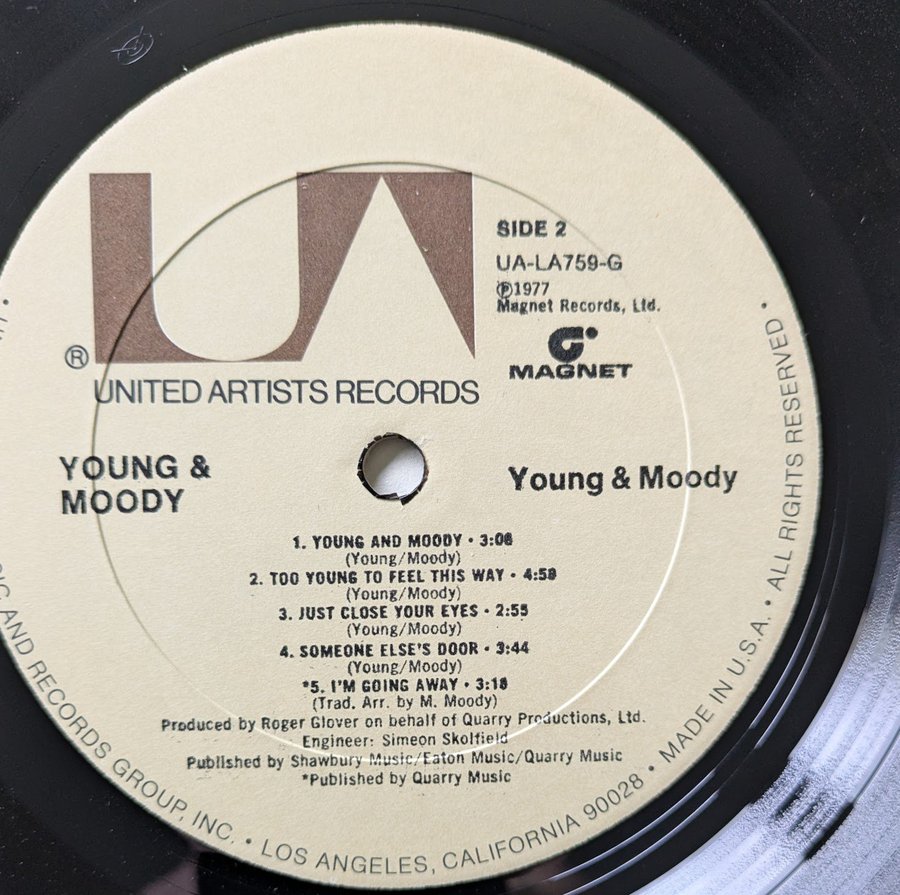 UA
®
UNITED ARTISTS RECORDS
SIDE 2
UA-LA759-G
℗1977
Magnet Records, Ltd.
MAGNET
YOUNG &
MOODY
Young & Moody
1. YOUNG AND MOODY • 3:08
(Young/Moody)
2. TOO YOUNG TO FEEL THIS WAY • 4:58
(Young/Moody)
3. JUST CLOSE YOUR EYES • 2:55
(Young/Moody)
4. SOMEONE ELSE'S DOOR • 3:44
(Young/Moody)
*5. I'M GOING AWAY • 3:18
(Trad. Arr. by M. Moody)
Produced by Roger Glover on behalf of Quarry Productions, Ltd.
Engineer: Simeon Skolfield
Published by Shawbury Music/Eaton Music/Quarry Music
*Published by Quarry Music
AND RECORDS GROUP, INC. • LOS ANGELES, CALIFORNIA 90028 • MADE IN U.S.A. • ALL RIGHTS RESERVED •